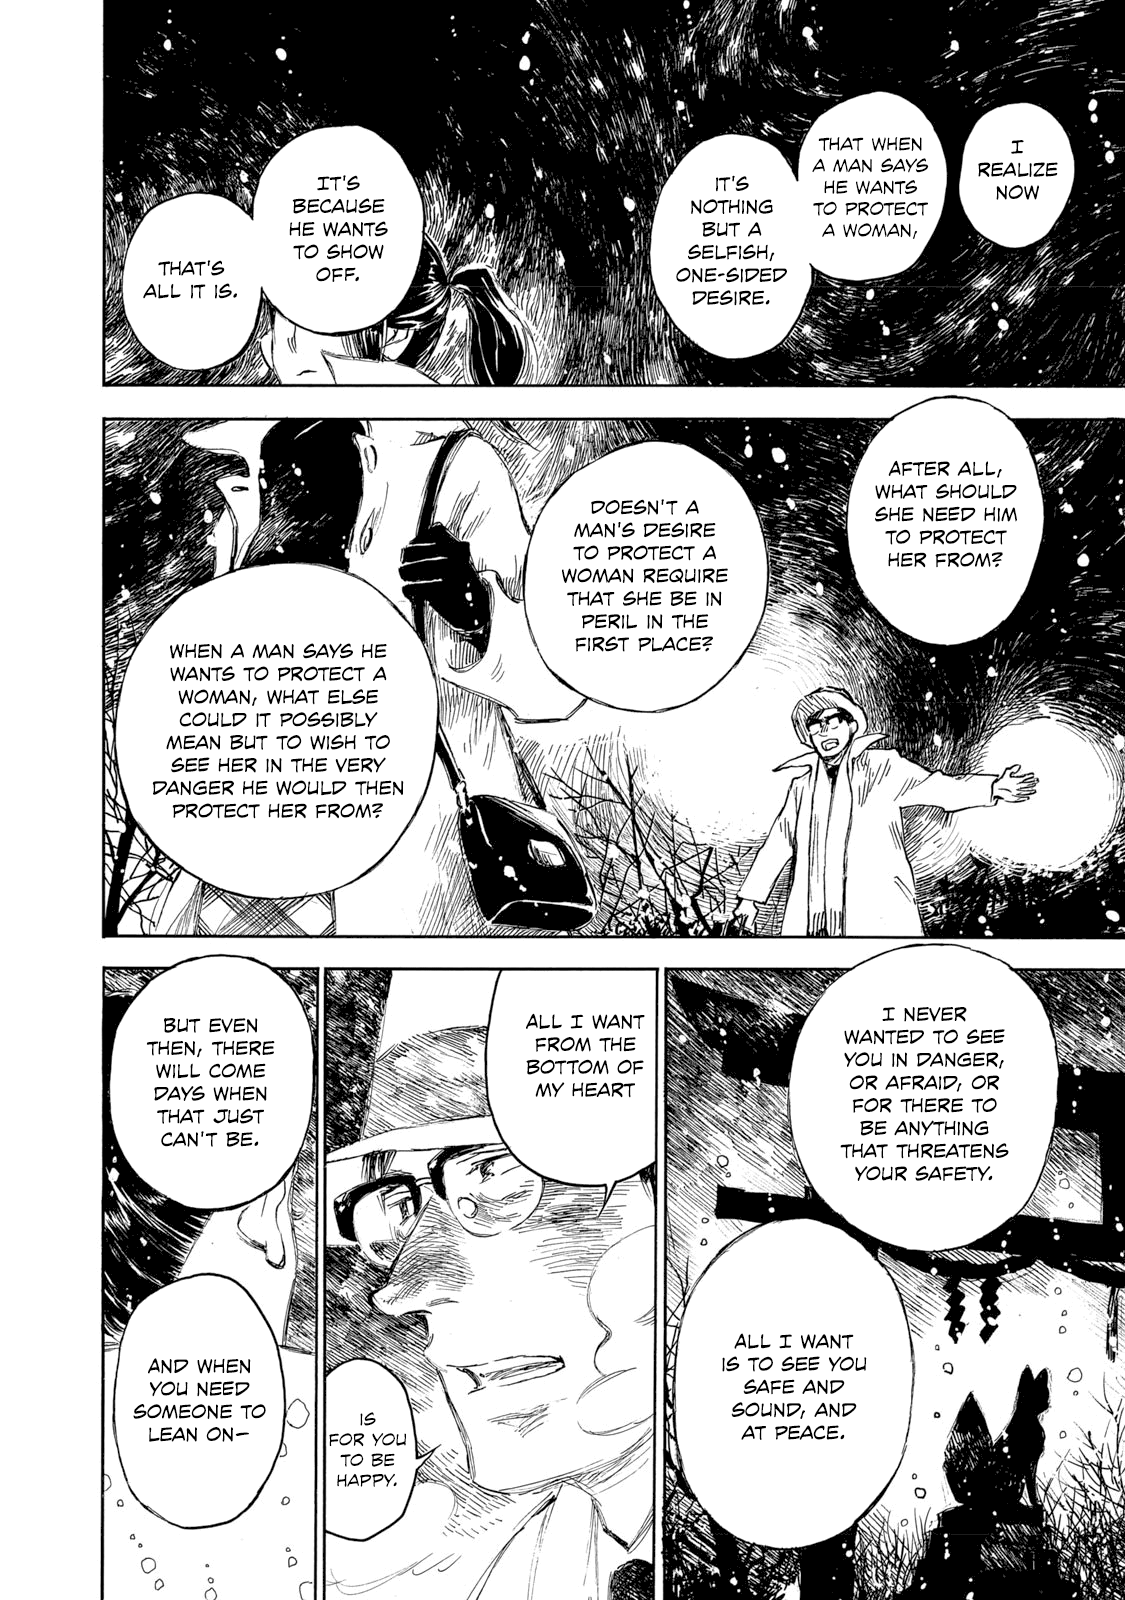 I
REALIZE
NOW
THAT WHEN
A MAN SAYS
HE WANTS
TO PROTECT
A WOMAN,
IT'S
NOTHING
BUT A
SELFISH,
ONE-SIDED
DESIRE.
IT'S
BECAUSE
HE WANTS
TO SHOW
OFF.
THAT'S
ALL IT IS.
AFTER ALL,
WHAT SHOULD
SHE NEED HIM
TO PROTECT
HER FROM?
DOESN'T A
MAN'S DESIRE
TO PROTECT A
WOMAN REQUIRE
THAT SHE BE IN
PERIL IN THE
FIRST PLACE?
WHEN A MAN SAYS HE
WANTS TO PROTECT A
WOMAN, WHAT ELSE
COULD IT POSSIBLY
MEAN BUT TO WISH TO
SEE HER IN THE VERY
DANGER HE WOULD THEN
PROTECT HER FROM?
I NEVER
WANTED TO SEE
YOU IN DANGER,
OR AFRAID, OR
FOR THERE TO
BE ANYTHING
THAT THREATENS
YOUR SAFETY.
ALL I WANT
IS TO SEE YOU
SAFE AND
SOUND, AND
AT PEACE.
ALL I WANT
FROM THE
BOTTOM OF
MY HEART
IS
FOR YOU
TO BE
HAPPY.
BUT EVEN
THEN, THERE
WILL COME
DAYS WHEN
THAT JUST
CAN'T BE.
AND WHEN
YOU NEED
SOMEONE TO
LEAN ON—